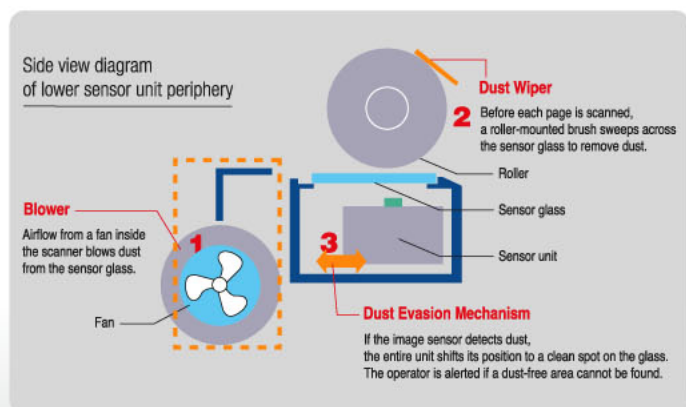 Side view diagram
of lower sensor unit periphery
Dust Wiper
2
Before each page is scanned,
a roller-mounted brush sweeps across
the sensor glass to remove dust.
Roller
Sensor glass
Sensor unit
Blower
1
Airflow from a fan inside
the scanner blows dust
from the sensor glass.
Fan
3
Dust Evasion Mechanism
If the image sensor detects dust,
the entire unit shifts its position to a clean spot on the glass.
The operator is alerted if a dust-free area cannot be found.